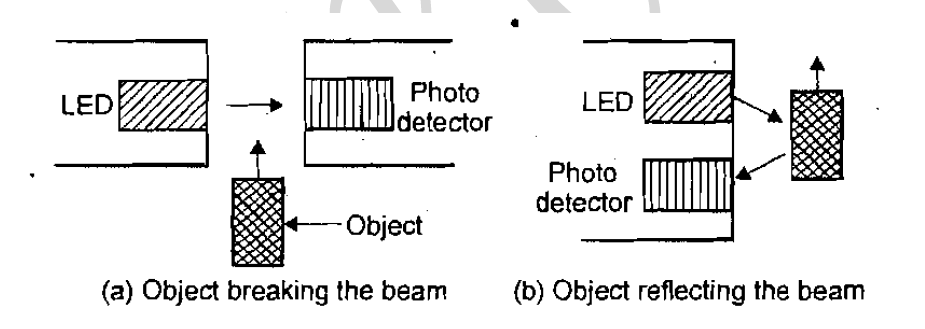 LED
Photo
detector
Object
(a) Object breaking the beam
LED
Photo
detector
(b) Object reflecting the beam